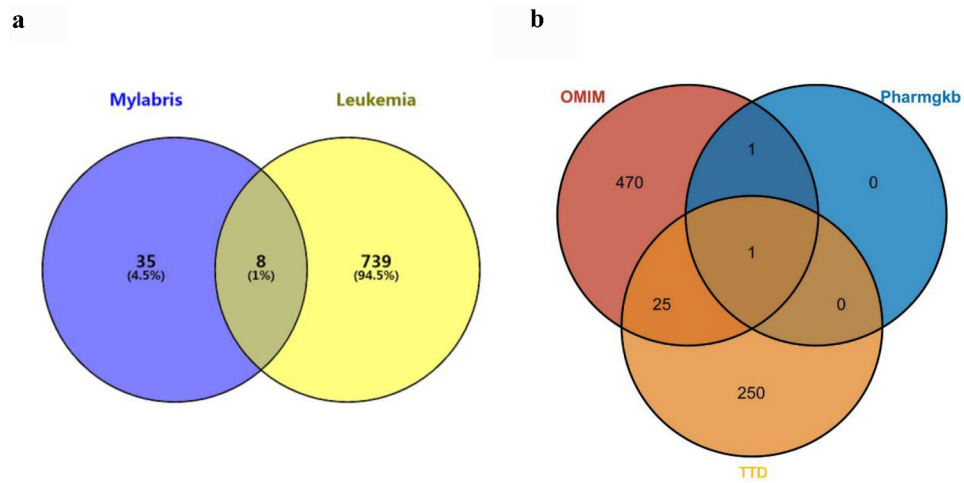 a
Mylabris
Leukemia
35
(4.5%)
8
(1%)
739
(94.5%)
b
OMIM
Pharmgkb
1
470
0
1
25
0
250
TTD